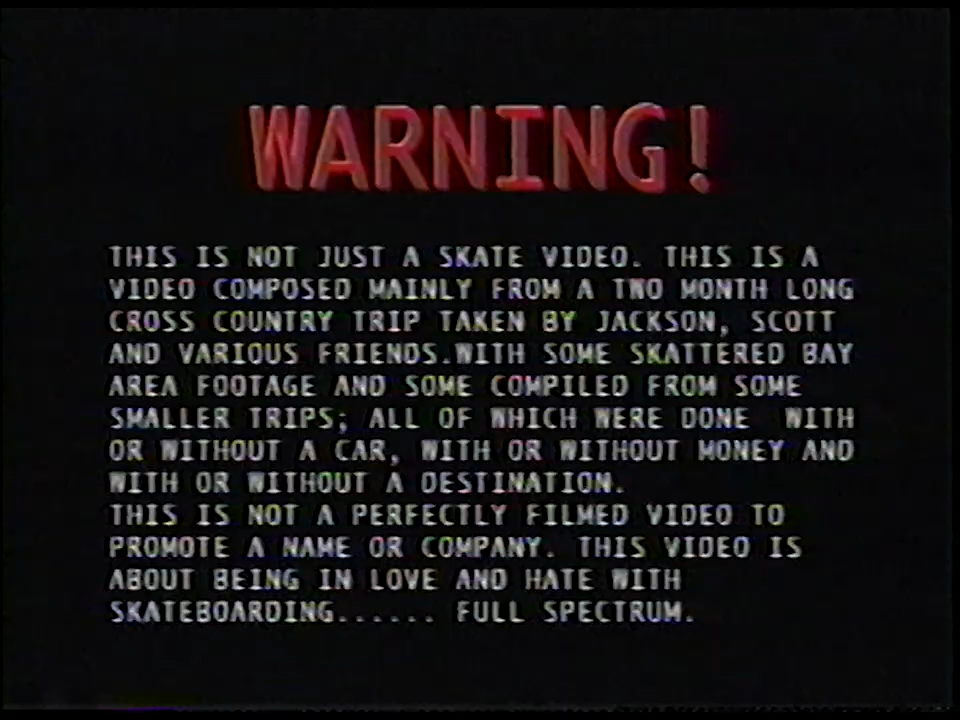 WARNING!
THIS IS NOT JUST A SKATE VIDEO. THIS IS A
VIDEO COMPOSED MAINLY FROM A TWO MONTH LONG
CROSS COUNTRY TRIP TAKEN BY JACKSON, SCOTT
AND VARIOUS FRIENDS.WITH SOME SKATTERED BAY
AREA FOOTAGE AND SOME COMPILED FROM SOME
SMALLER TRIPS; ALL OF WHICH WERE DONE  WITH
OR WITHOUT A CAR, WITH OR WITHOUT MONEY AND
WITH OR WITHOUT A DESTINATION.
THIS IS NOT A PERFECTLY FILMED VIDEO TO
PROMOTE A NAME OR COMPANY. THIS VIDEO IS
ABOUT BEING IN LOVE AND HATE WITH
SKATEBOARDING...... FULL SPECTRUM.